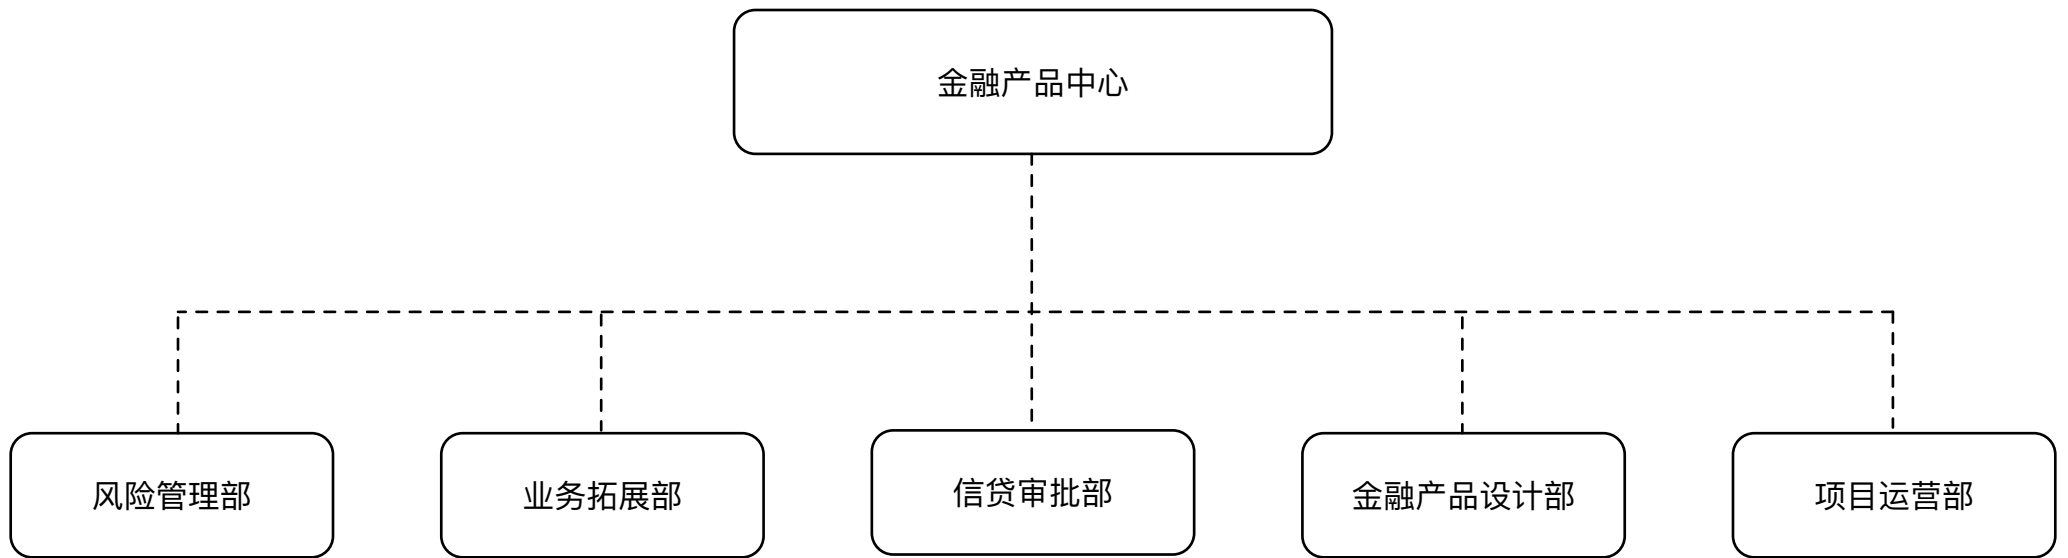 金融产品中心
风险管理部
业务拓展部
信贷审批部
金融产品设计部
项目运营部